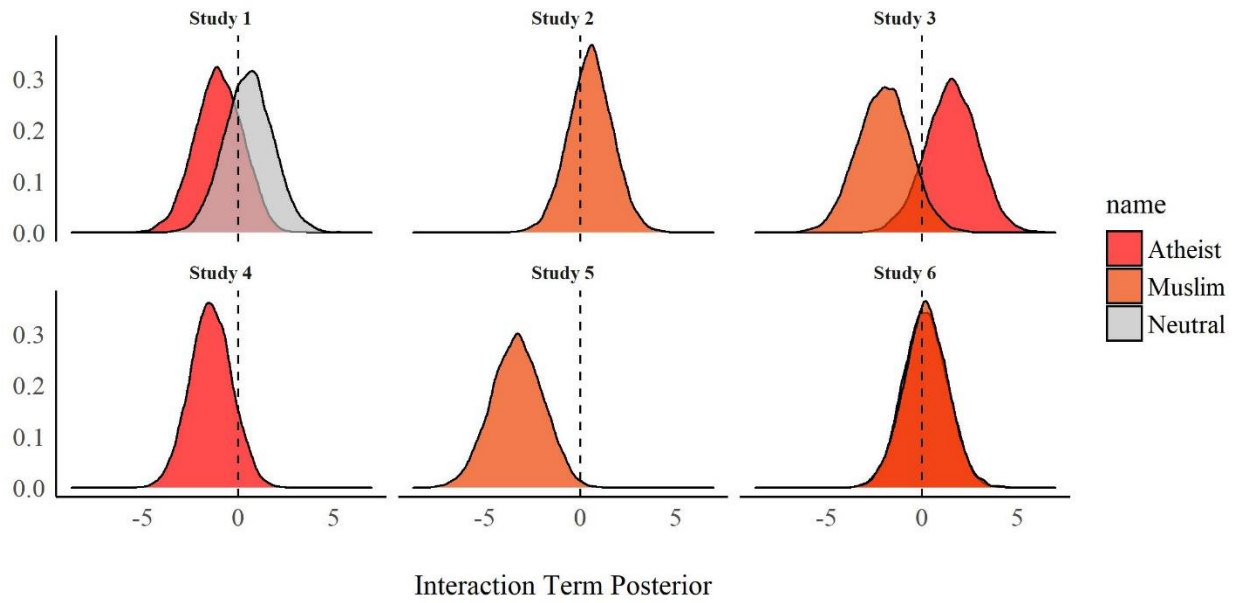 Study 1 Study 2 Study 3
0.3
0.2
0.1
0.0
Study 4 Study 5 Study 6
0.3
0.2
0.1
0.0
-5 0 5 -5 0 5 -5 0 5
Interaction Term Posterior
name
Atheist
Muslim
Neutral